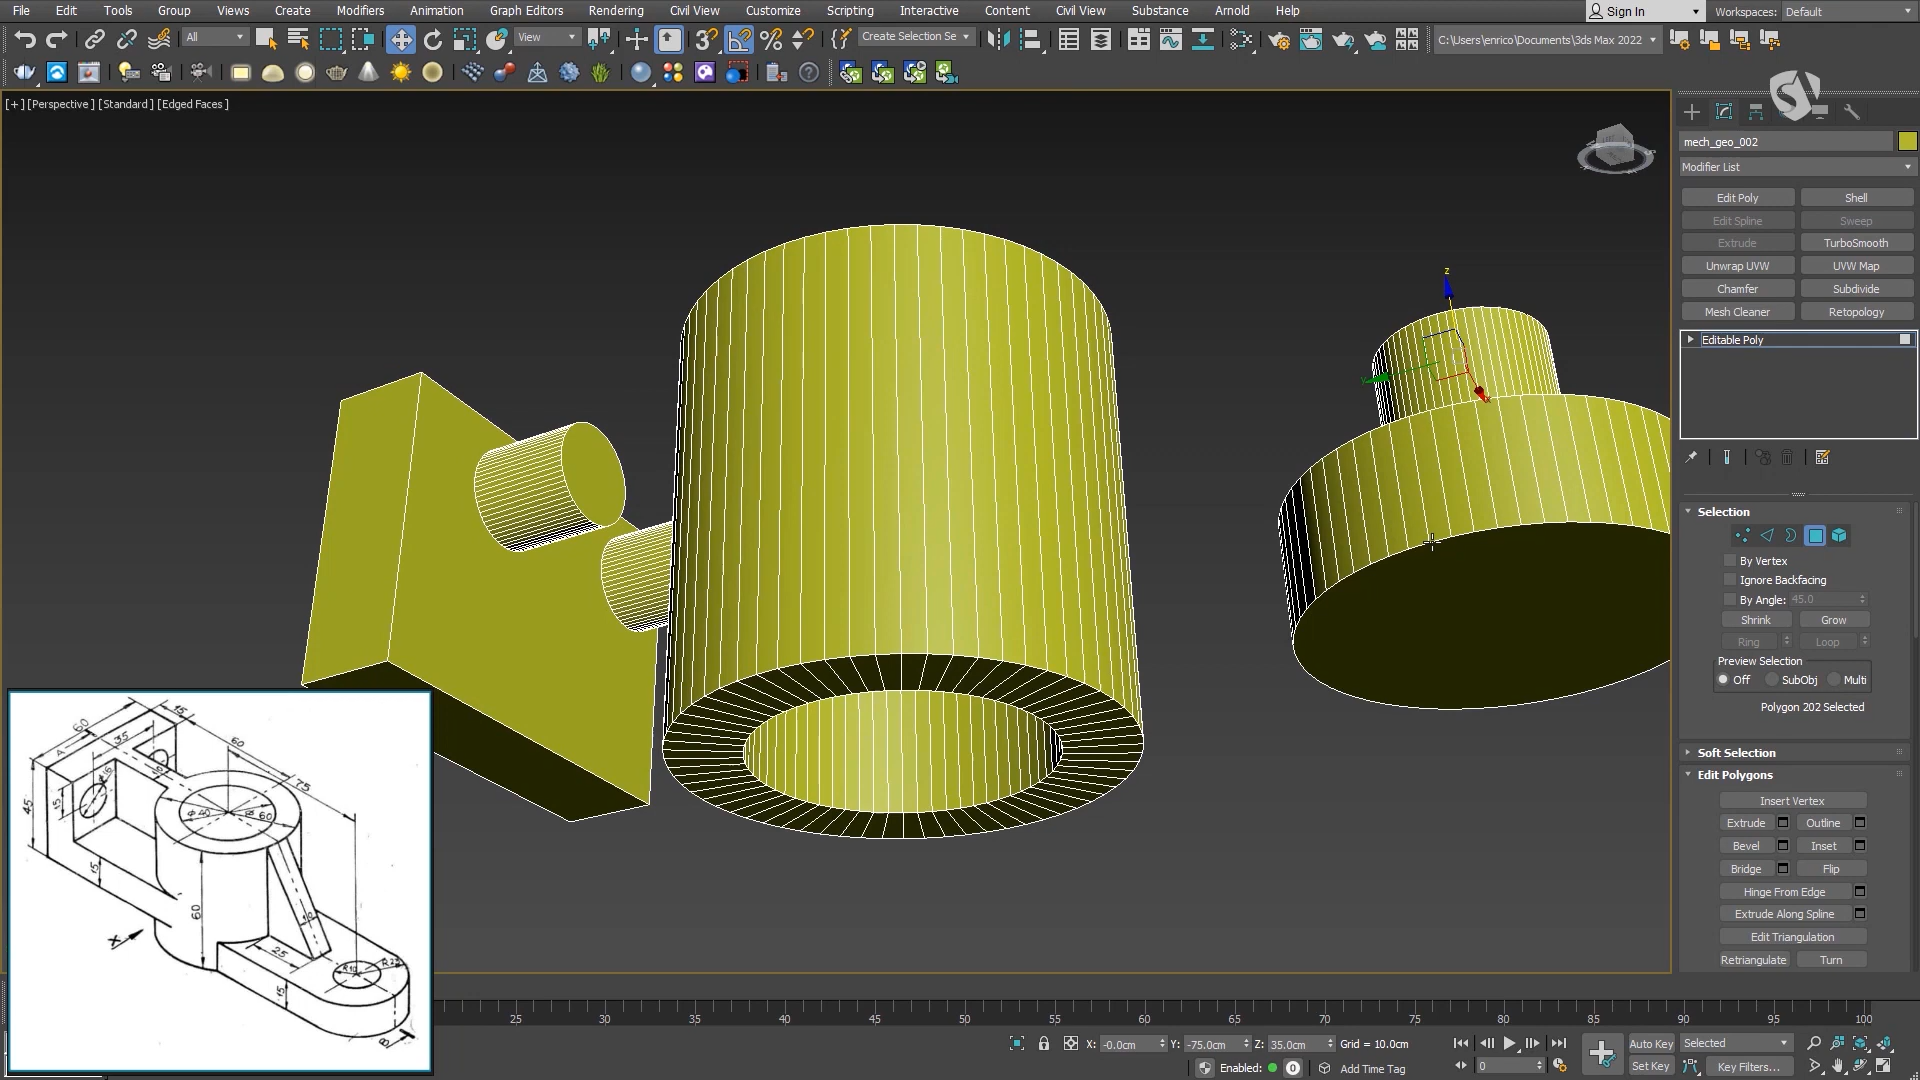 File Edit Tools Group Views Create Modifiers Animation Graph Editors Rendering Civil View Customize Scripting Interactive Content Civil View Substance Arnold Help Sign In Workspaces: Default
All View Create Selection Se C:\Users\enrico\Documents\3ds Max 2022
[+] [Perspective ] [Standard ] [Edged Faces ]
mech_geo_002
Modifier List
Edit Poly Shell
Edit Spline Sweep
Extrude TurboSmooth
Unwrap UVW UVW Map
Chamfer Subdivide
Mesh Cleaner Retopology
Editable Poly
z
Selection
By Vertex
Ignore Backfacing
By Angle: 45.0
Shrink Grow
Ring Loop
Preview Selection
Off SubObj Multi
Polygon 202 Selected
Soft Selection
Edit Polygons
Insert Vertex
Extrude Outline
Bevel Inset
Bridge Flip
Hinge From Edge
Extrude Along Spline
Edit Triangulation
Retriangulate Turn
60 15
35 60
A
75
45 15
φ40 φ60
15
60
X
25
R10
15
B
25 30 35 40 45 50 55 60 65 70 75 80 85 90 95 100
X: -0.0cm Y: -75.0cm Z: 35.0cm Grid = 10.0cm Auto Key Selected
Enabled: 0 Add Time Tag 0 Set Key Key Filters...